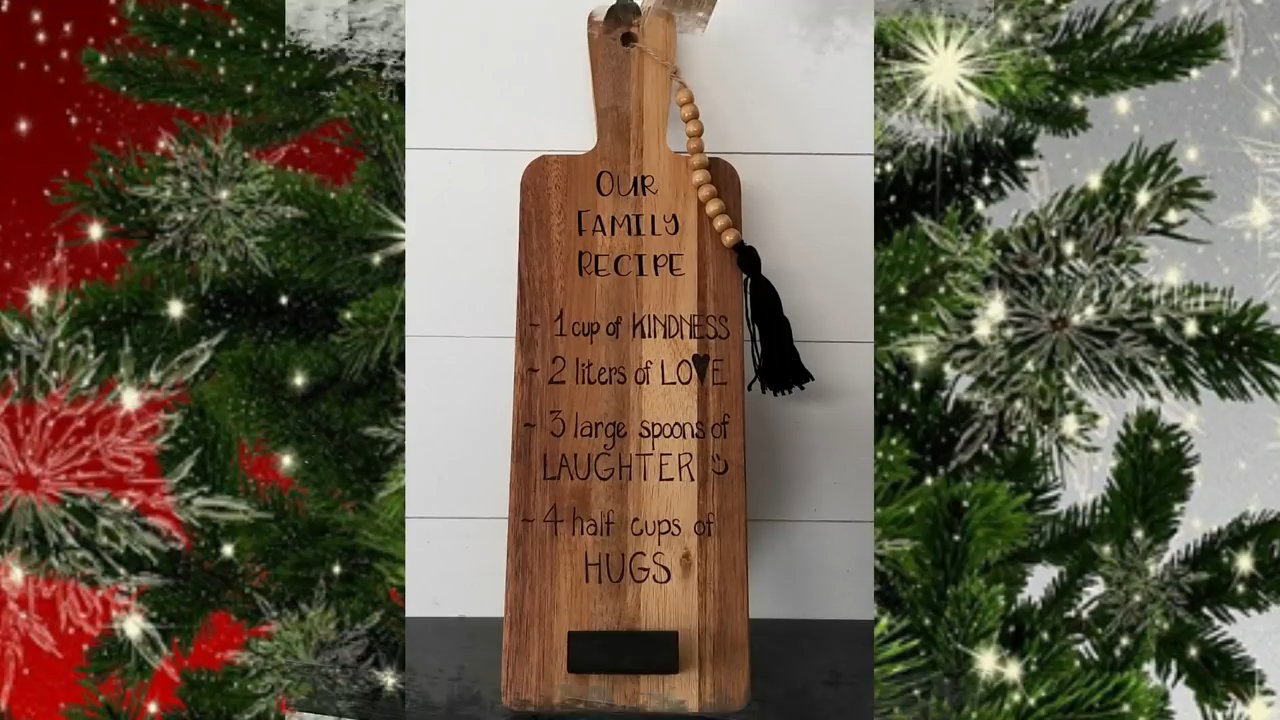 OUR
FAMILY
RECIPE
~ 1 cup of KINDNESS
~ 2 liters of LO♥E
~ 3 large spoons of
LAUGHTER ☺
~ 4 half cups of
HUGS